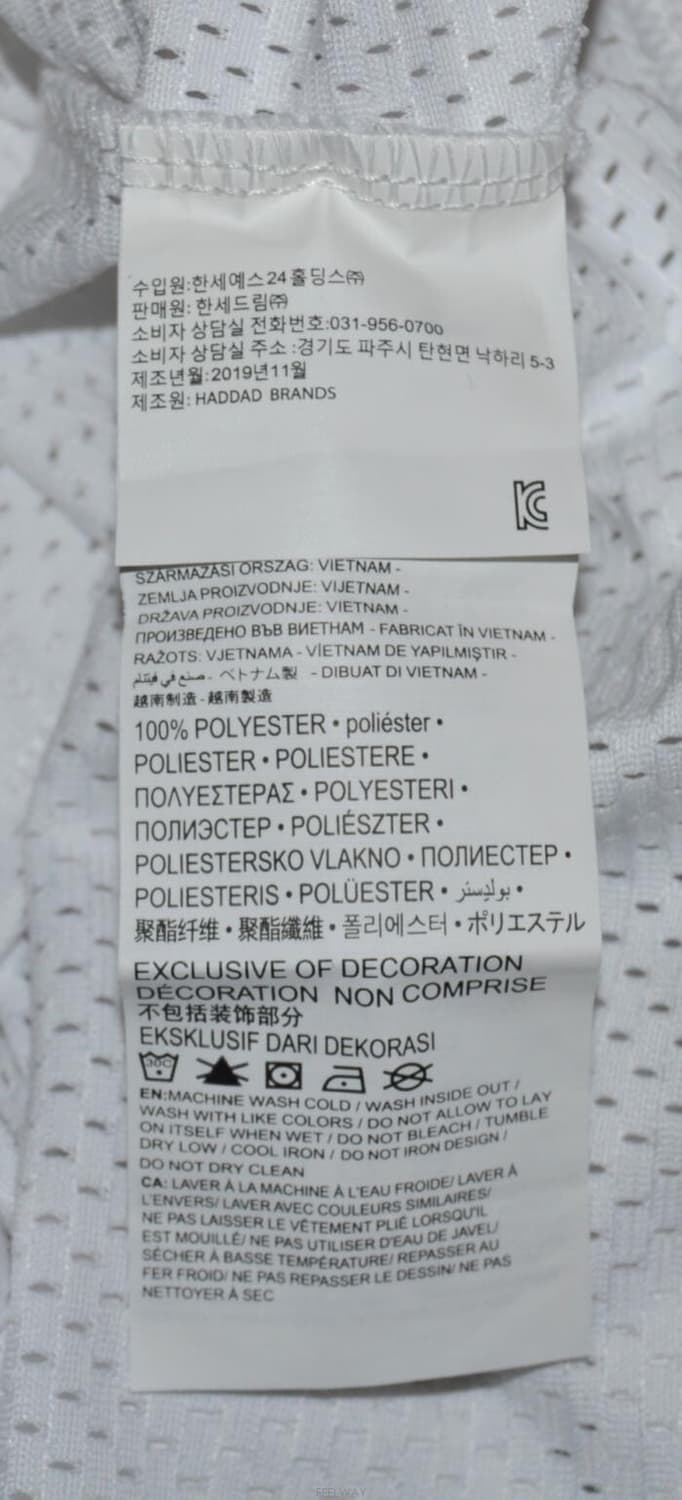 수입원:한세예스24홀딩스㈜
판매원: 한세드림㈜
소비자 상담실 전화번호:031-956-0700
소비자 상담실 주소 :경기도 파주시 탄현면 낙하리 5-3
제조년월:2019년11월
제조원: HADDAD BRANDS
KC
SZÁRMAZÁSI ORSZÁG: VIETNAM -
ZEMLJA PROIZVODNJE: VIJETNAM -
DRŽAVA PROIZVODNJE: VIETNAM -
ПРОИЗВЕДЕНО ВЪВ ВИЕТНАМ - FABRICAT ÎN VIETNAM -
RAŽOTS: VJETNAMA - VİETNAM DE YAPILMIŞTIR -
صنع في فيتنام - ベトナム製 - DIBUAT DI VIETNAM -
越南制造 - 越南製造
100% POLYESTER • poliéster •
POLIESTER • POLIESTERE •
ΠΟΛΥΕΣΤΕΡΑΣ • POLYESTERI •
ПОЛИЭСТЕР • POLIÉSZTER •
POLIESTERSKO VLAKNO • ПОЛИЕСТЕР •
POLIESTERIS • POLÜESTER • بوليستر •
聚酯纤维 • 聚酯纖維 • 폴리에스터 • ポリエステル
EXCLUSIVE OF DECORATION
DÉCORATION NON COMPRISE
不包括装饰部分
EKSKLUSIF DARI DEKORASI
30C
EN:MACHINE WASH COLD / WASH INSIDE OUT /
WASH WITH LIKE COLORS / DO NOT ALLOW TO LAY
ON ITSELF WHEN WET / DO NOT BLEACH / TUMBLE
DRY LOW / COOL IRON / DO NOT IRON DESIGN /
DO NOT DRY CLEAN
CA: LAVER À LA MACHINE À L'EAU FROIDE/ LAVER À
L'ENVERS/ LAVER AVEC COULEURS SIMILAIRES/
NE PAS LAISSER LE VÊTEMENT PLIÉ LORSQU'IL
EST MOUILLÉ/ NE PAS UTILISER D'EAU DE JAVEL/
SÉCHER À BASSE TEMPÉRATURE/ REPASSER AU
FER FROID/ NE PAS REPASSER LE DESSIN/ NE PAS
NETTOYER À SEC
FEELWAY